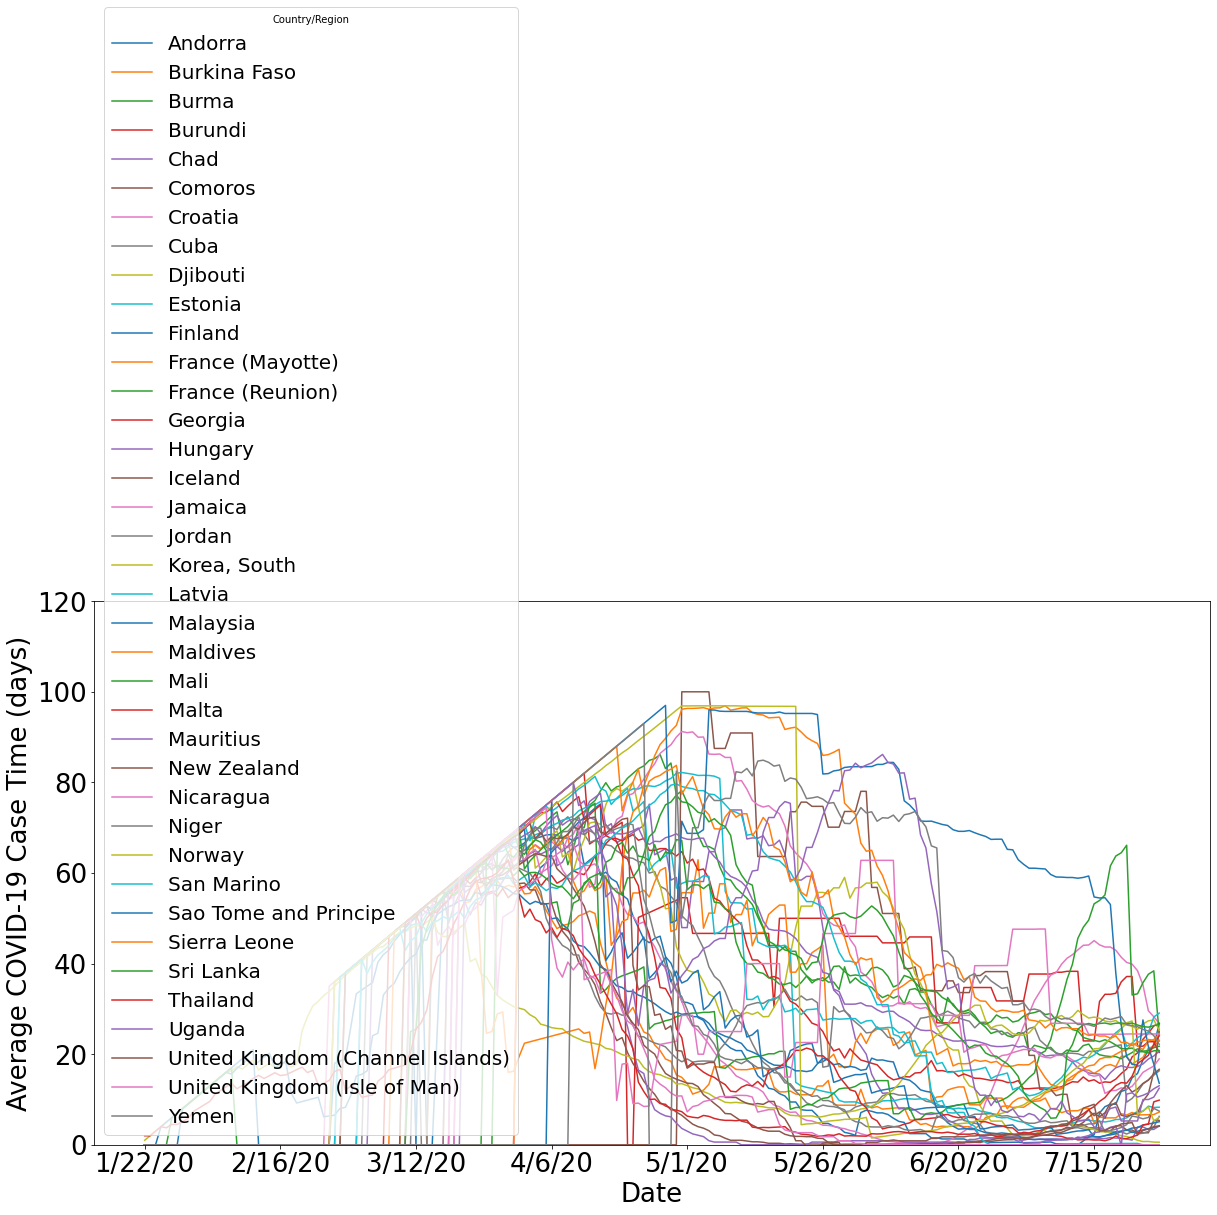 Country/Region
Andorra
Burkina Faso
Burma
Burundi
Chad
Comoros
Croatia
Cuba
Djibouti
Estonia
Finland
France (Mayotte)
France (Reunion)
Georgia
Hungary
Iceland
Jamaica
Jordan
Korea, South
Latvia
Malaysia
Maldives
Mali
Malta
Mauritius
New Zealand
Nicaragua
Niger
Norway
San Marino
Sao Tome and Principe
Sierra Leone
Sri Lanka
Thailand
Uganda
United Kingdom (Channel Islands)
United Kingdom (Isle of Man)
Yemen
Average COVID-19 Case Time (days)
120
100
80
60
40
20
0
1/22/20 2/16/20 3/12/20 4/6/20 5/1/20 5/26/20 6/20/20 7/15/20
Date